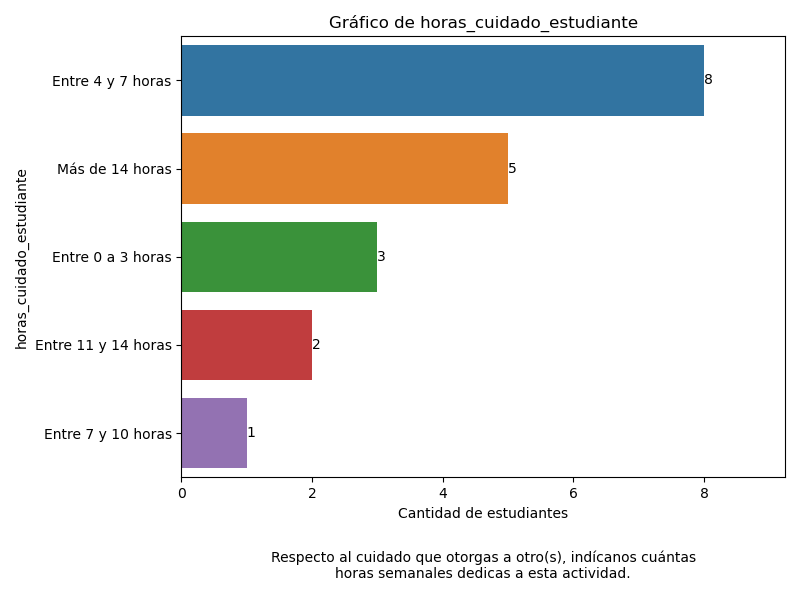 Gráfico de horas_cuidado_estudiante
horas_cuidado_estudiante
Entre 4 y 7 horas
8
Más de 14 horas
5
Entre 0 a 3 horas
3
Entre 11 y 14 horas
2
Entre 7 y 10 horas
1
0 2 4 6 8
Cantidad de estudiantes
Respecto al cuidado que otorgas a otro(s), indícanos cuántas
horas semanales dedicas a esta actividad.